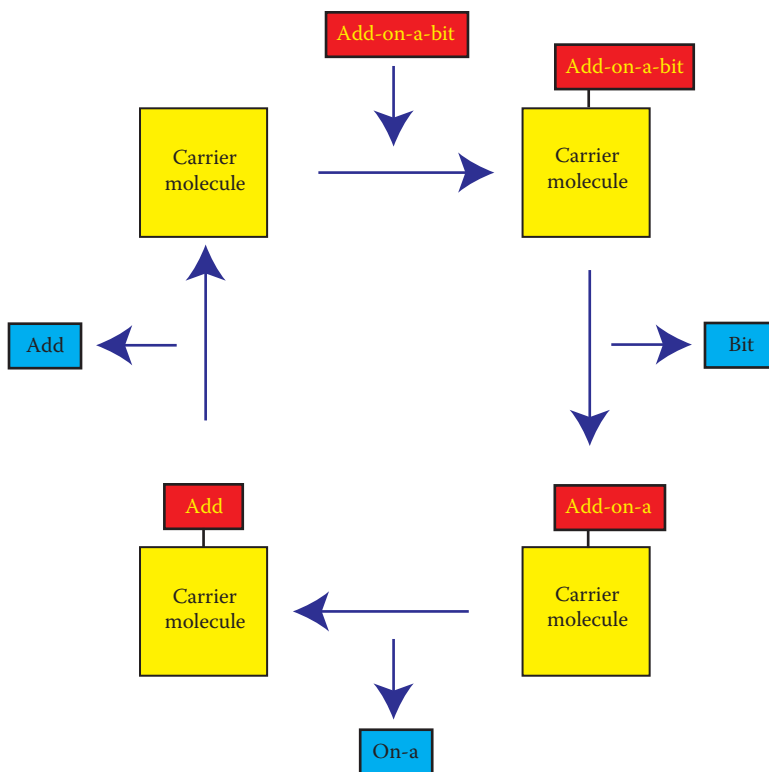 Add-on-a-bit
Add-on-a-bit
Carrier
molecule
Carrier
molecule
Add
Bit
Add
Add-on-a
Carrier
molecule
Carrier
molecule
On-a